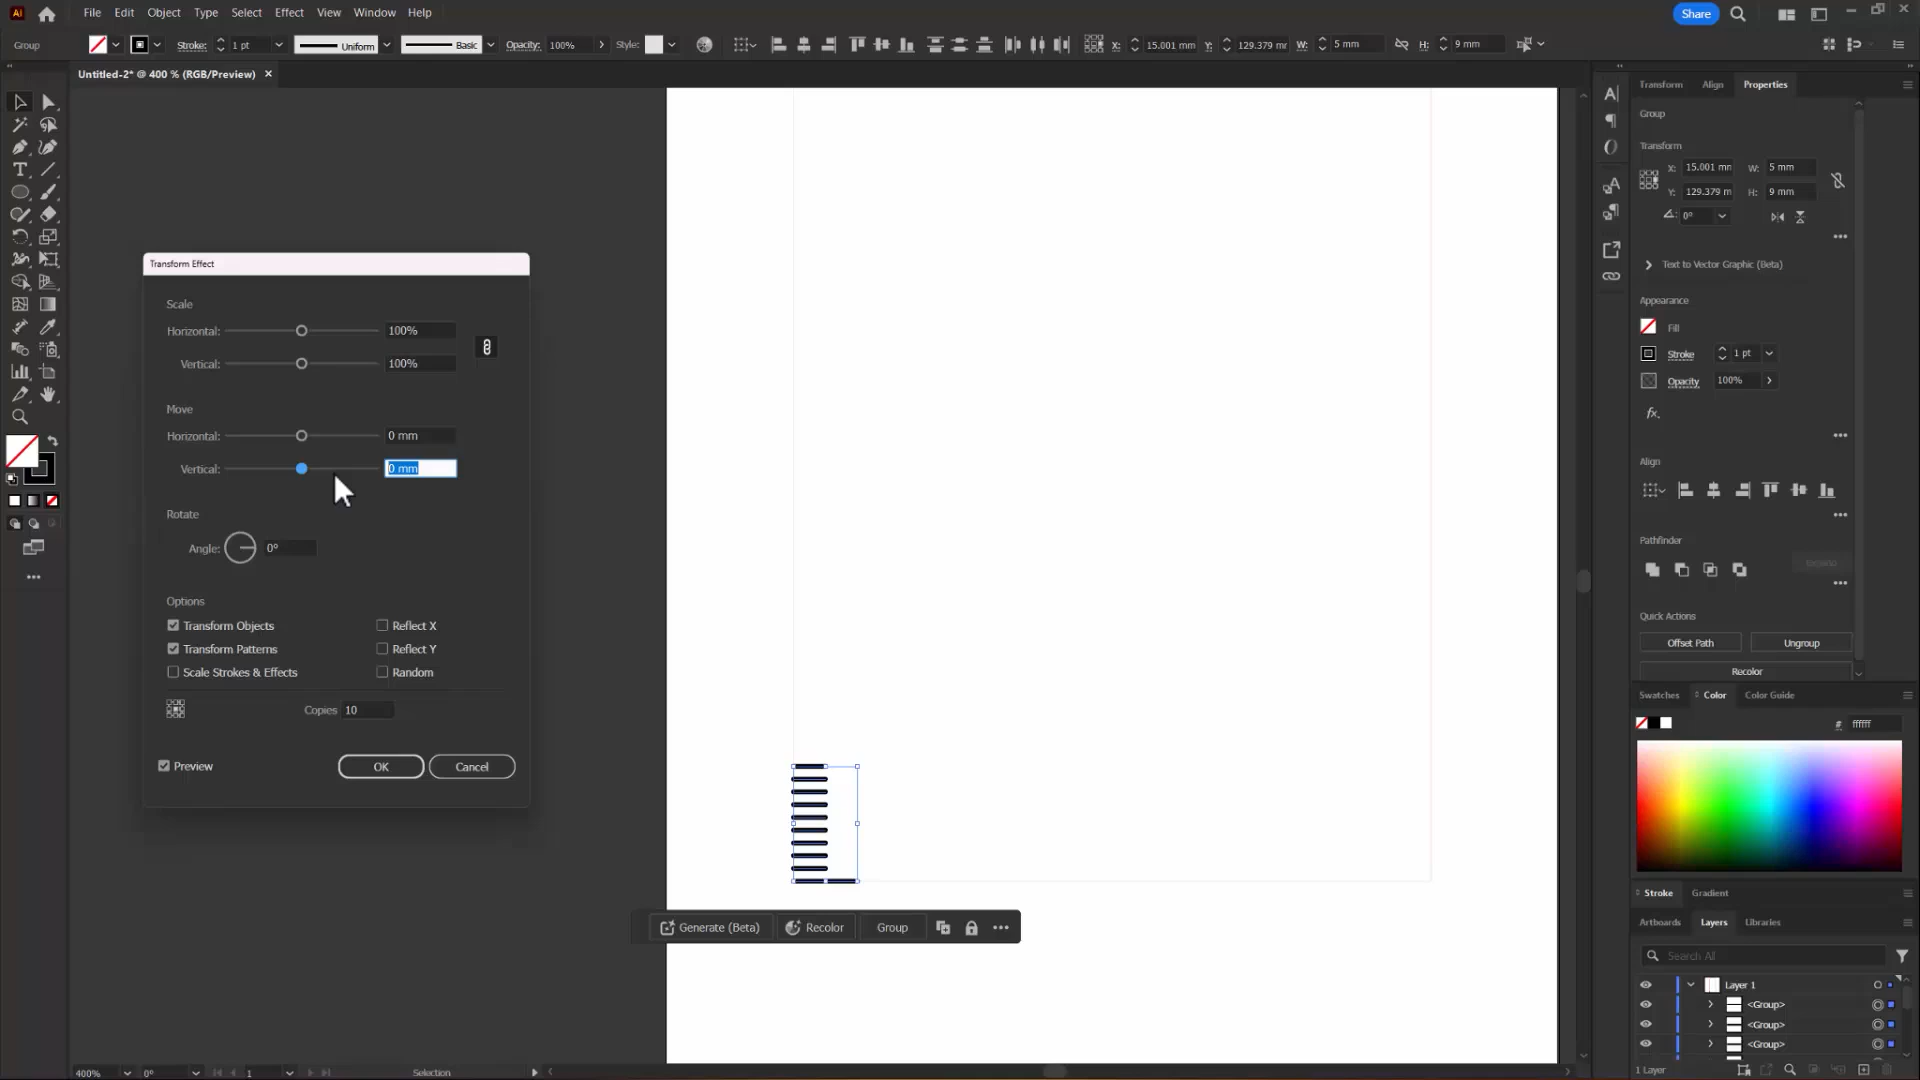 Ai File Edit Object Type Select Effect View Window Help Share
Group Stroke: 1 pt Uniform Basic Opacity: 100% Style: X: 15.001 mm Y: 129.379 mr W: 5 mm H: 9 mm
Untitled-2* @ 400 % (RGB/Preview) ×
Transform Effect
Scale
Horizontal: 100%
Vertical: 100%
Move
Horizontal: 0 mm
Vertical: 0 mm
Rotate
Angle: 0°
Options
Transform Objects Reflect X
Transform Patterns Reflect Y
Scale Strokes & Effects Random
Copies 10
Preview OK Cancel
Generate (Beta) Recolor Group
Transform Align Properties
Group
Transform
X: 15.001 mm W: 5 mm
Y: 129.379 m H: 9 mm
0°
Text to Vector Graphic (Beta)
Appearance
Fill
Stroke 1 pt
Opacity 100%
fx.
Align
Pathfinder
Quick Actions
Offset Path Ungroup
Recolor
Swatches Color Color Guide
# ffffff
Stroke Gradient
Artboards Layers Libraries
Search All
Layer 1
<Group>
<Group>
<Group>
1 Layer
400% 0° 1 Selection